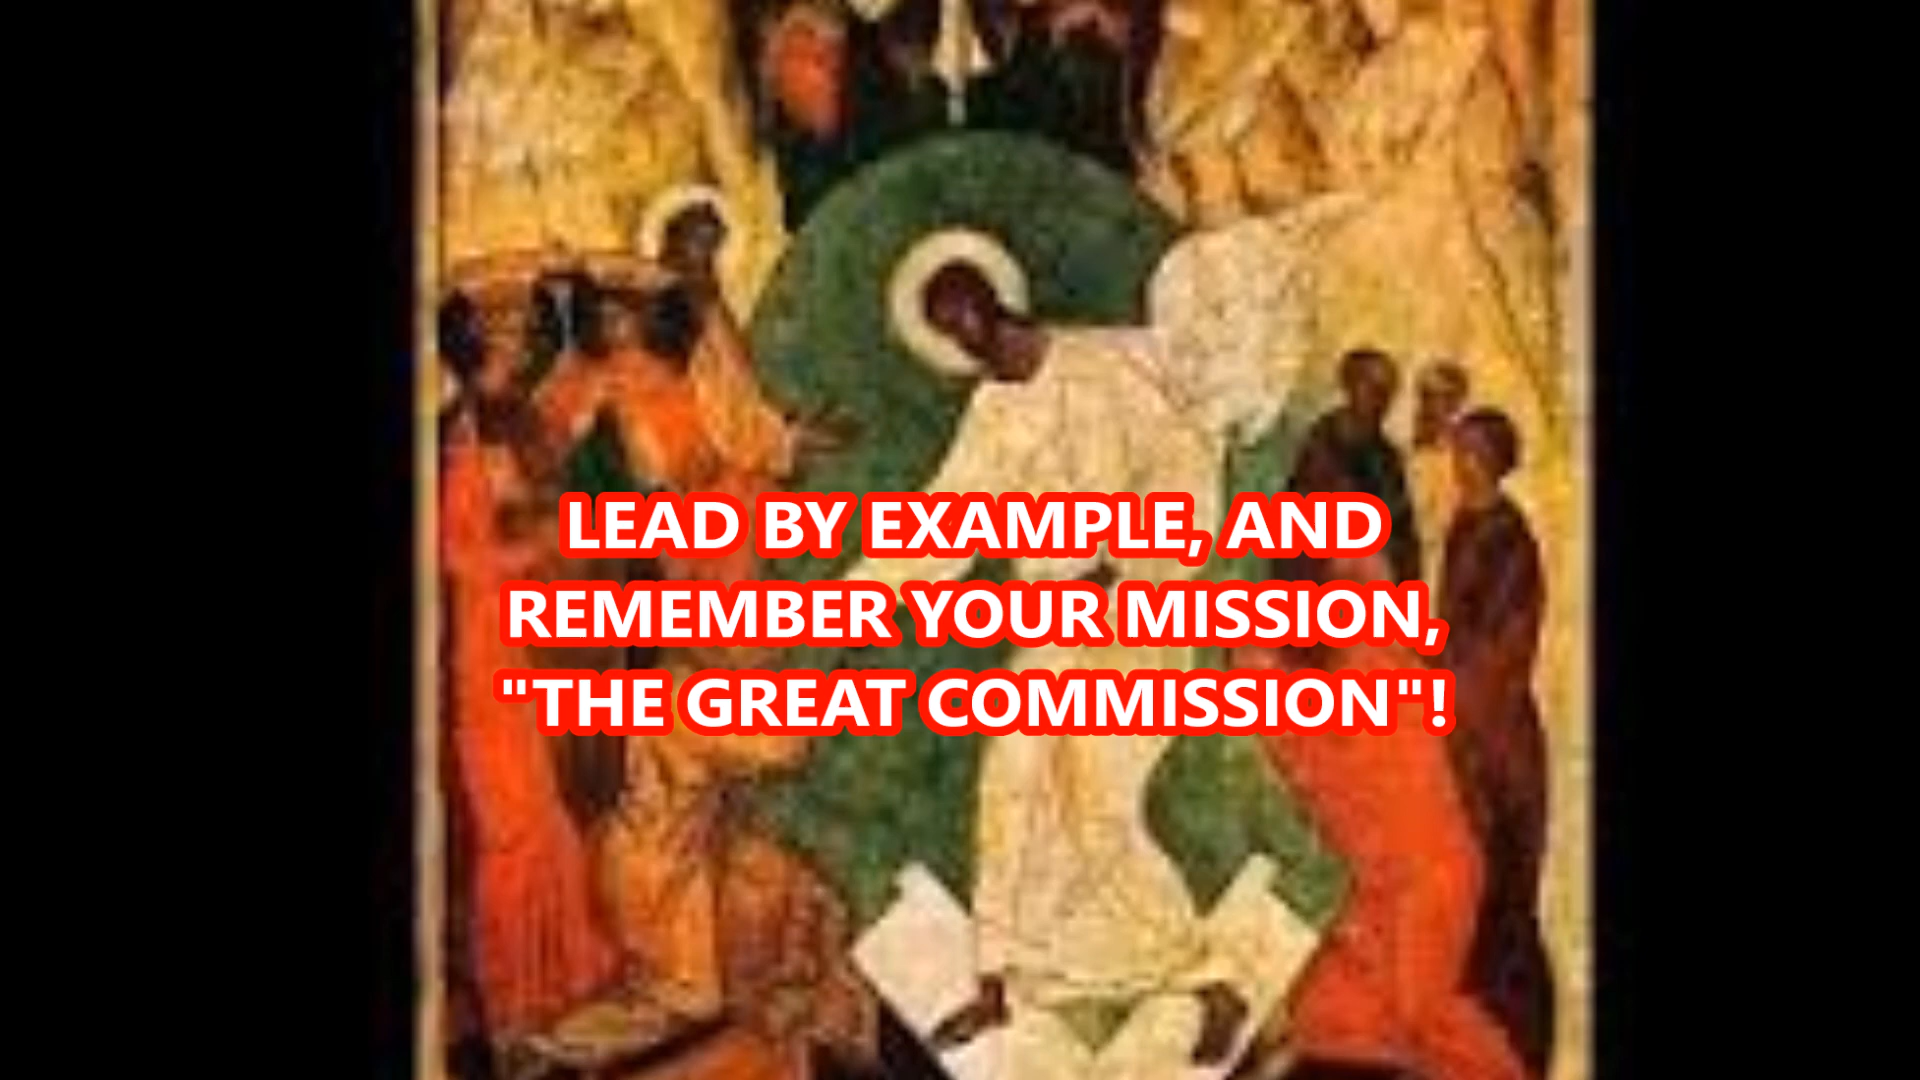 LEAD BY EXAMPLE, AND
REMEMBER YOUR MISSION,
"THE GREAT COMMISSION"!